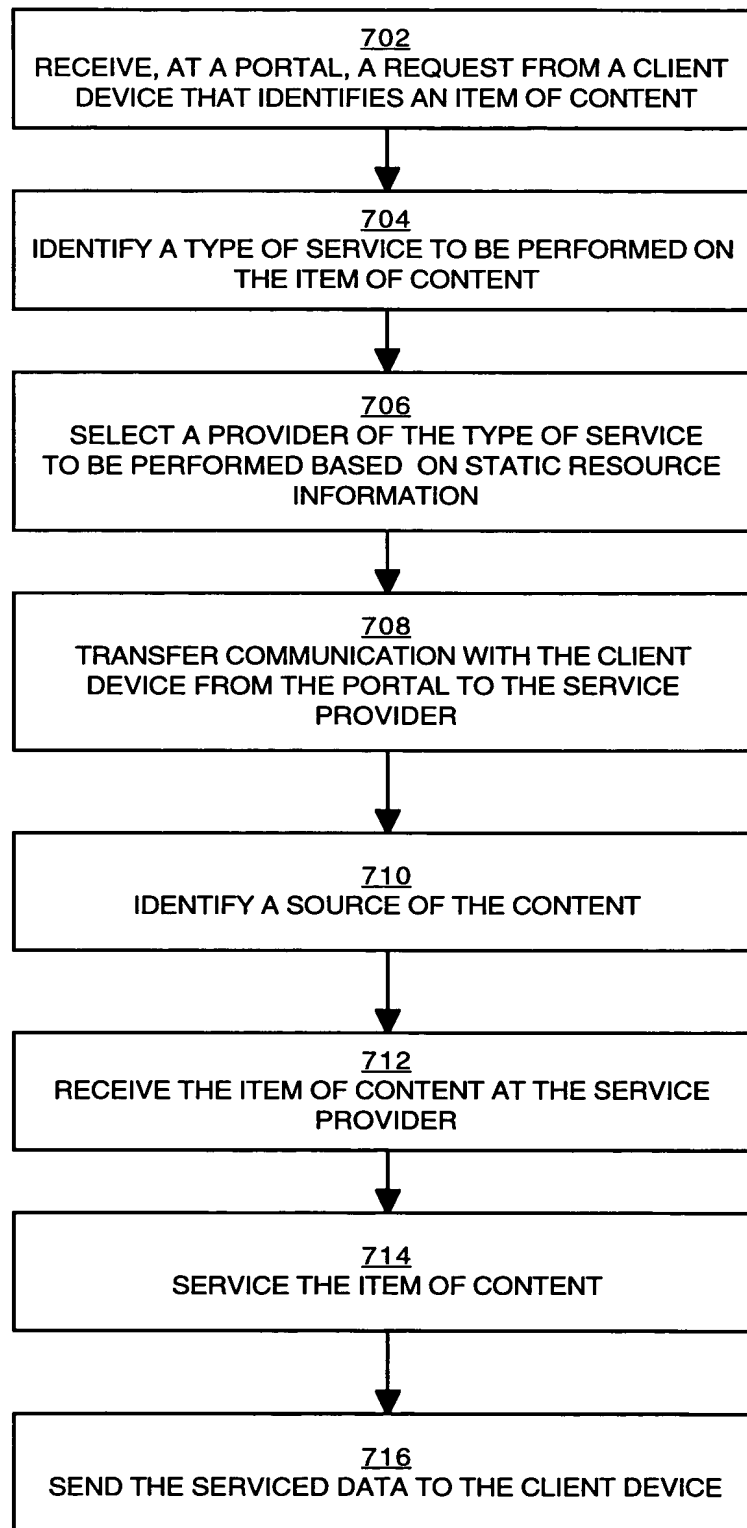 702
RECEIVE, AT A PORTAL, A REQUEST FROM A CLIENT
DEVICE THAT IDENTIFIES AN ITEM OF CONTENT
704
IDENTIFY A TYPE OF SERVICE TO BE PERFORMED ON
THE ITEM OF CONTENT
706
SELECT A PROVIDER OF THE TYPE OF SERVICE
TO BE PERFORMED BASED ON STATIC RESOURCE
INFORMATION
708
TRANSFER COMMUNICATION WITH THE CLIENT
DEVICE FROM THE PORTAL TO THE SERVICE
PROVIDER
710
IDENTIFY A SOURCE OF THE CONTENT
712
RECEIVE THE ITEM OF CONTENT AT THE SERVICE
PROVIDER
714
SERVICE THE ITEM OF CONTENT
716
SEND THE SERVICED DATA TO THE CLIENT DEVICE